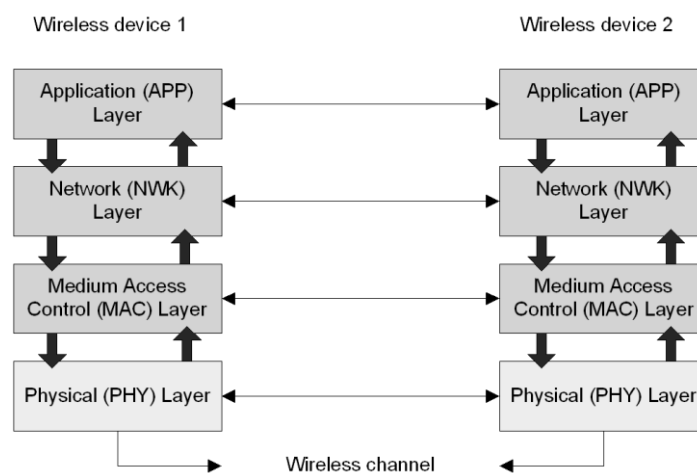 Wireless device 1
Wireless device 2
Application (APP)
Layer
Application (APP)
Layer
Network (NWK)
Layer
Network (NWK)
Layer
Medium Access
Control (MAC) Layer
Medium Access
Control (MAC) Layer
Physical (PHY) Layer
Physical (PHY) Layer
Wireless channel